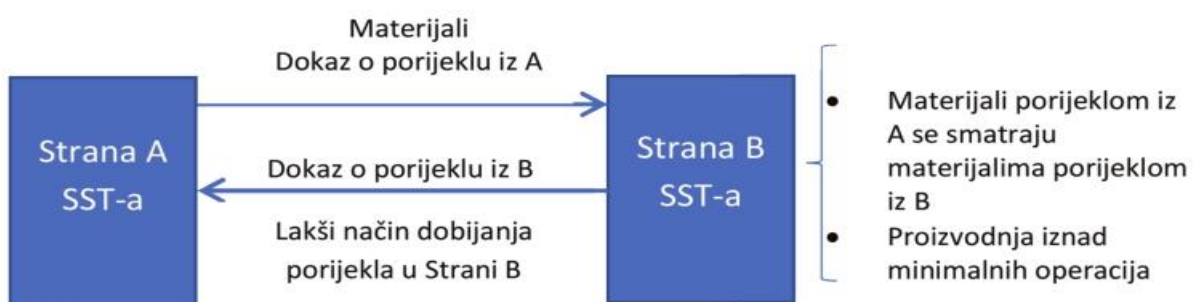 Materijali
Dokaz o porijeklu iz A
Strana A
SST-a
Dokaz o porijeklu iz B
Lakši način dobijanja
porijekla u Strani B
Strana B
SST-a
• Materijali porijeklom iz
A se smatraju
materijalima porijeklom
iz B
• Proizvodnja iznad
minimalnih operacija